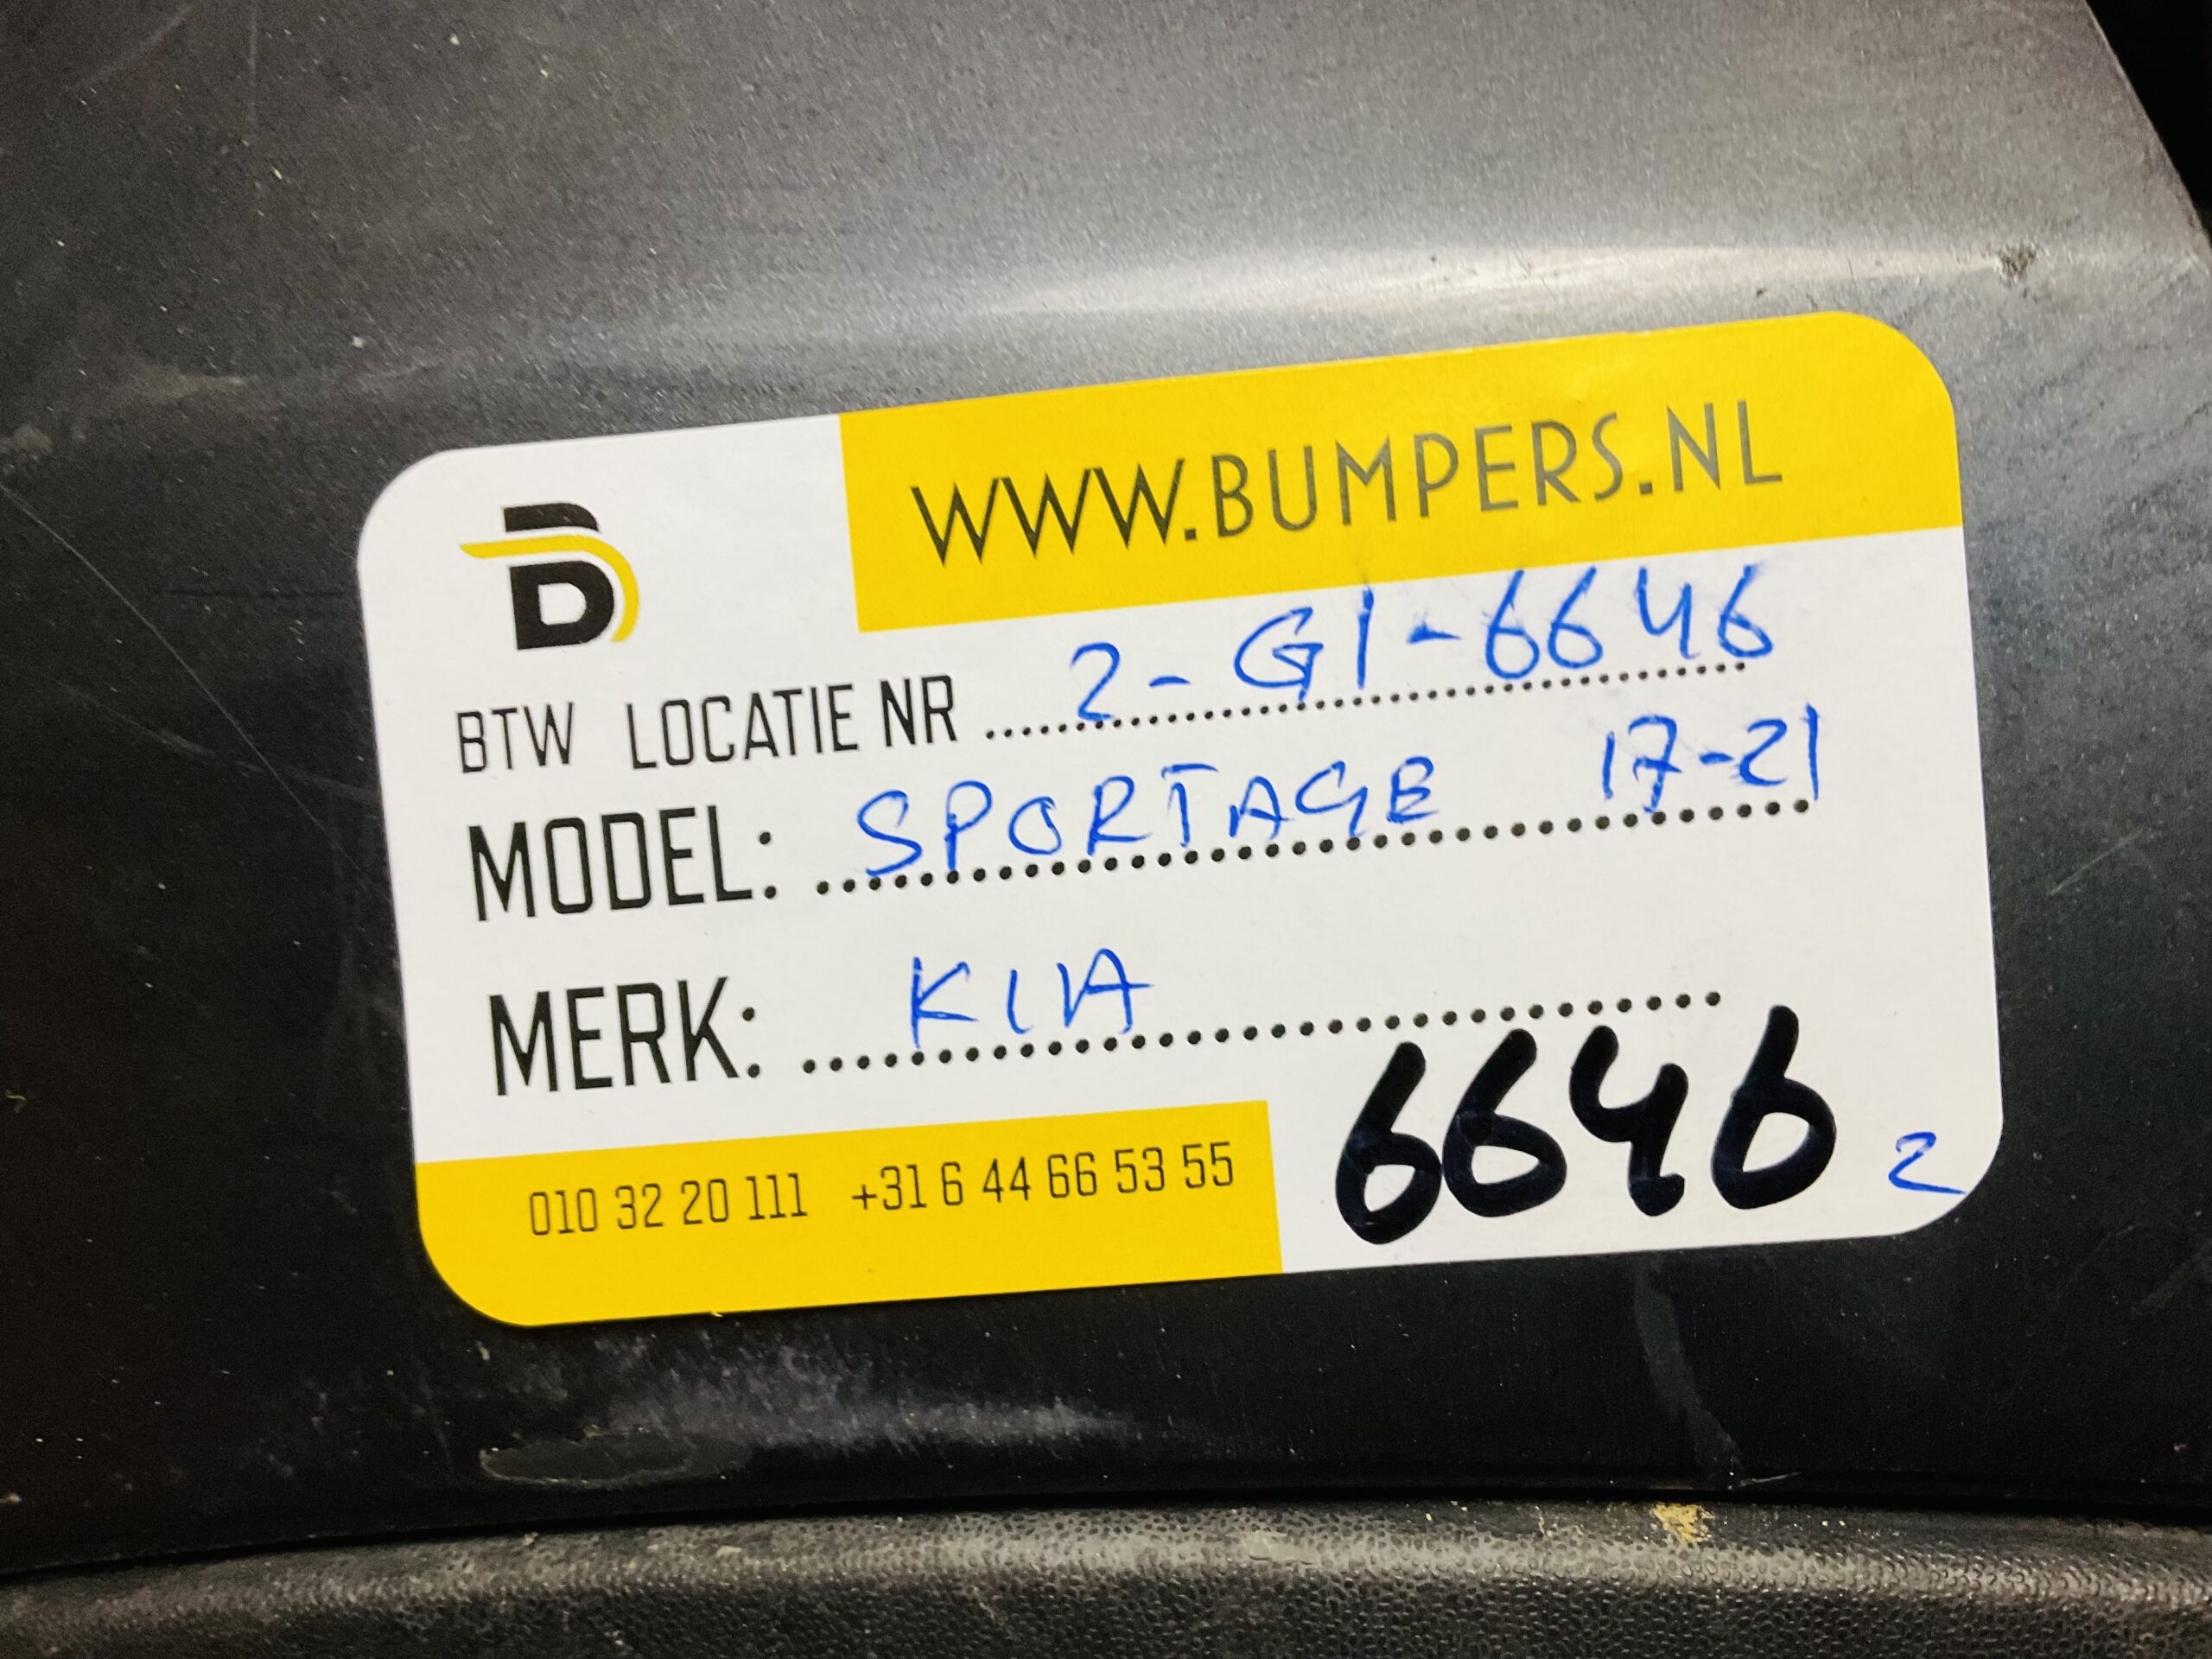 B WWW.BUMPERS.NL
BTW LOCATIE NR 2-G1-6646
MODEL: SPORTAGE 17-21
MERK: KIA
010 32 20 111 +31 6 44 66 53 55 6646 2